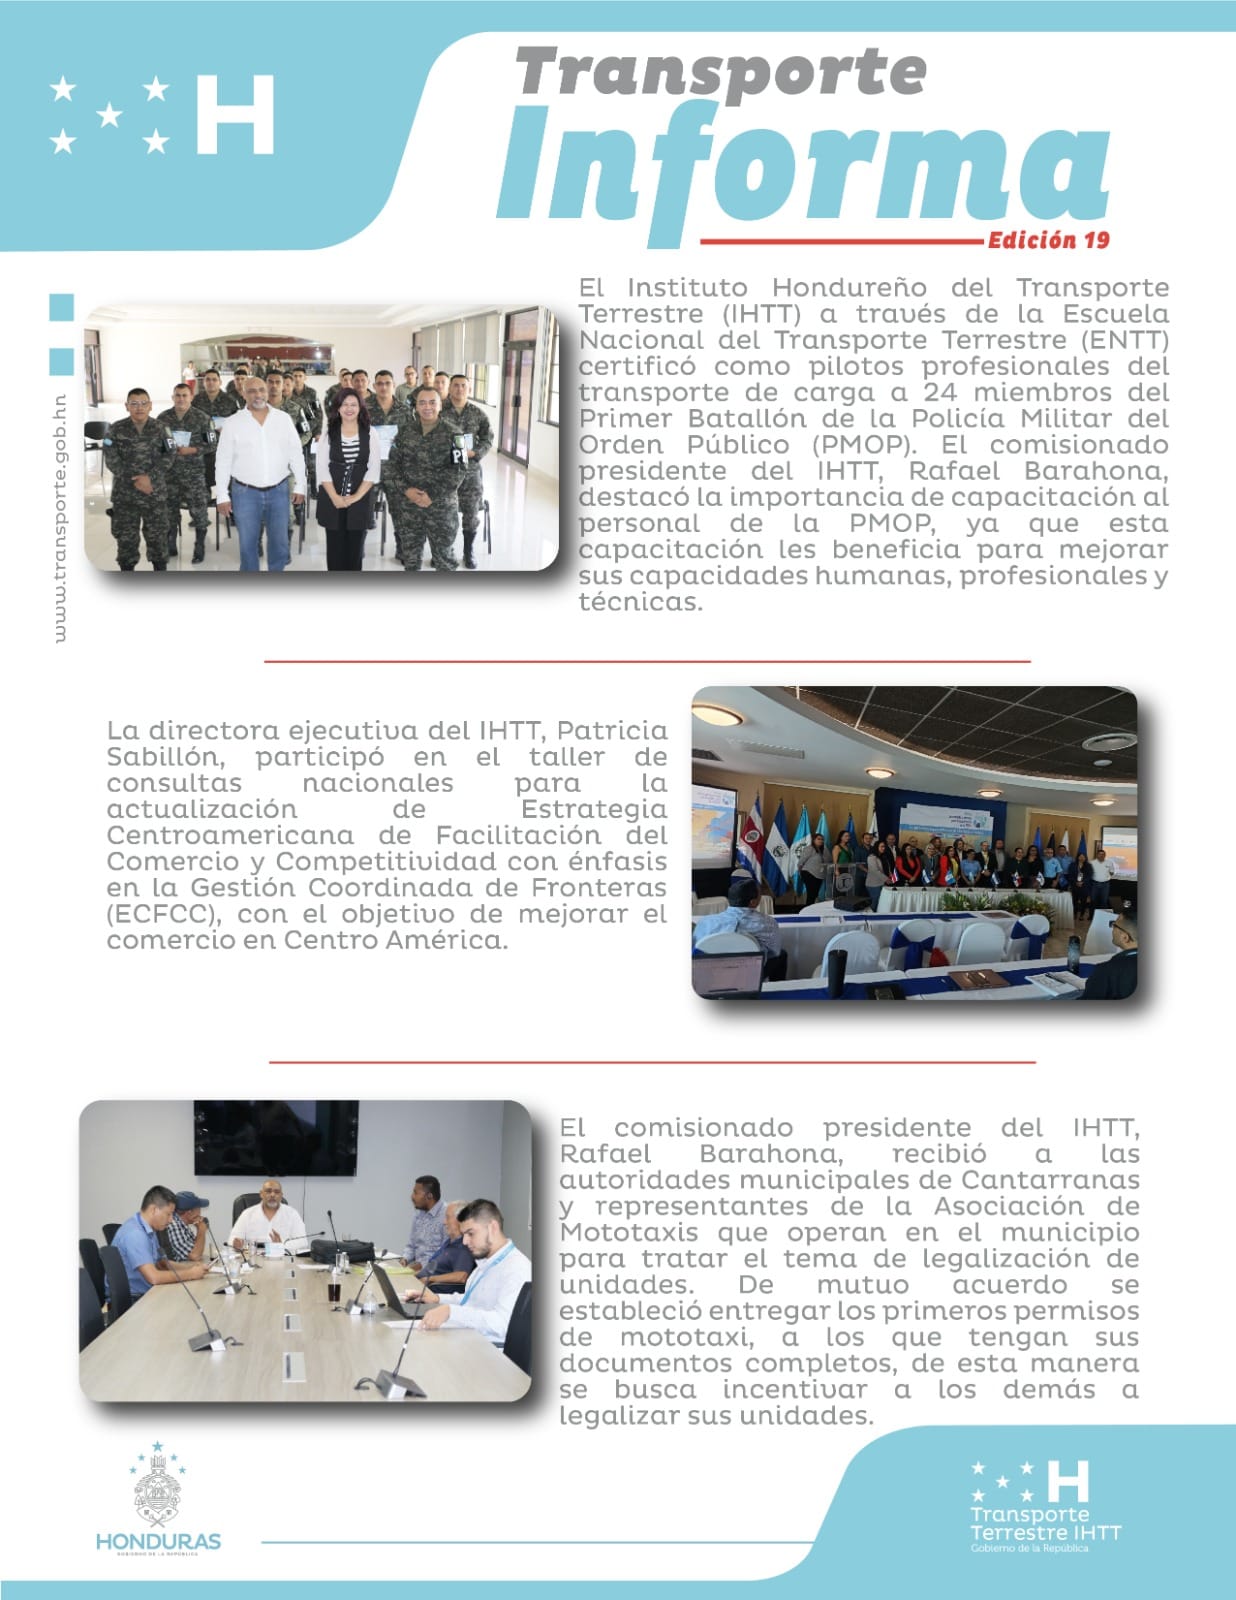 H
Transporte
Informa
Edición 19
www.transporte.gob.hn
El Instituto Hondureño del Transporte
Terrestre (IHTT) a través de la Escuela
Nacional del Transporte Terrestre (ENTT)
certificó como pilotos profesionales del
transporte de carga a 24 miembros del
Primer Batallón de la Policía Militar del
Orden Público (PMOP). El comisionado
presidente del IHTT, Rafael Barahona,
destacó la importancia de capacitación al
personal de la PMOP, ya que esta
capacitación les beneficia para mejorar
sus capacidades humanas, profesionales y
técnicas.
La directora ejecutiva del IHTT, Patricia
Sabillón, participó en el taller de
consultas nacionales para la
actualización de Estrategia
Centroamericana de Facilitación del
Comercio y Competitividad con énfasis
en la Gestión Coordinada de Fronteras
(ECFCC), con el objetivo de mejorar el
comercio en Centro América.
El comisionado presidente del IHTT,
Rafael Barahona, recibió a las
autoridades municipales de Cantarranas
y representantes de la Asociación de
Mototaxis que operan en el municipio
para tratar el tema de legalización de
unidades. De mutuo acuerdo se
estableció entregar los primeros permisos
de mototaxi, a los que tengan sus
documentos completos, de esta manera
se busca incentivar a los demás a
legalizar sus unidades.
HONDURAS
GOBIERNO DE LA REPÚBLICA
H
Transporte
Terrestre IHTT
Gobierno de la República